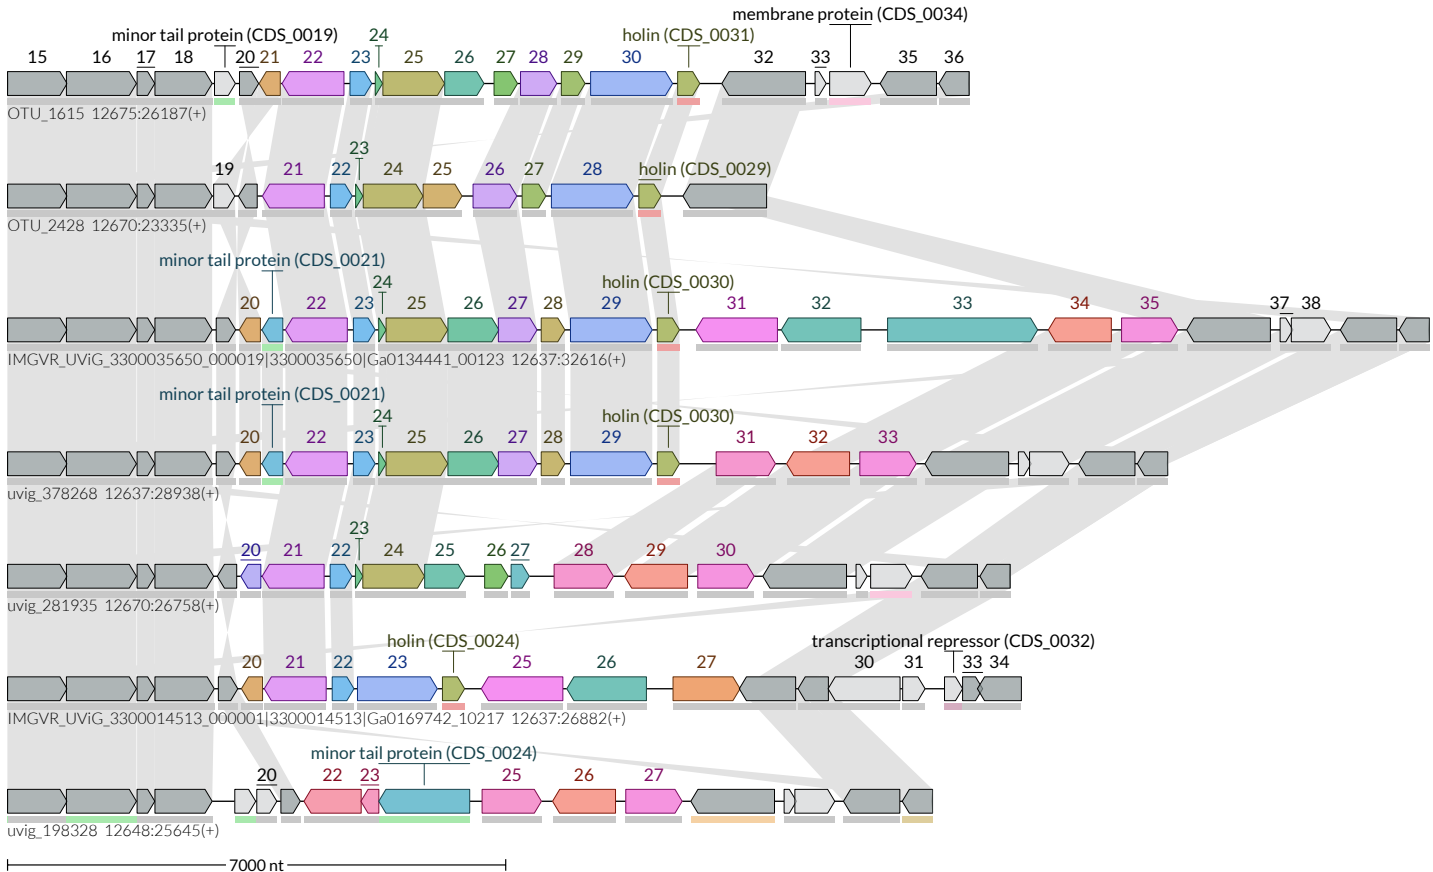 membrane protein (CDS_0034)
minor tail protein (CDS_0019) 24 holin (CDS_0031)
15 16 17 18 20 21 22 23 25 26 27 28 29 30 32 33 35 36
OTU_1615 12675:26187(+)
23
19 21 22 24 25 26 27 28 holin (CDS_0029)
OTU_2428 12670:23335(+)
minor tail protein (CDS_0021)
24 holin (CDS_0030)
20 22 23 25 26 27 28 29 31 32 33 34 35 37 38
IMGVR_UViG_3300035650_000019|3300035650|Ga0134441_00123 12637:32616(+)
minor tail protein (CDS_0021)
24 holin (CDS_0030)
20 22 23 25 26 27 28 29 31 32 33
uvig_378268 12637:28938(+)
23
20 21 22 24 25 26 27 28 29 30
uvig_281935 12670:26758(+)
holin (CDS_0024) transcriptional repressor (CDS_0032)
20 21 22 23 25 26 27 30 31 33 34
IMGVR_UViG_3300014513_000001|3300014513|Ga0169742_10217 12637:26882(+)
minor tail protein (CDS_0024)
20 22 23 25 26 27
uvig_198328 12648:25645(+)
7000 nt